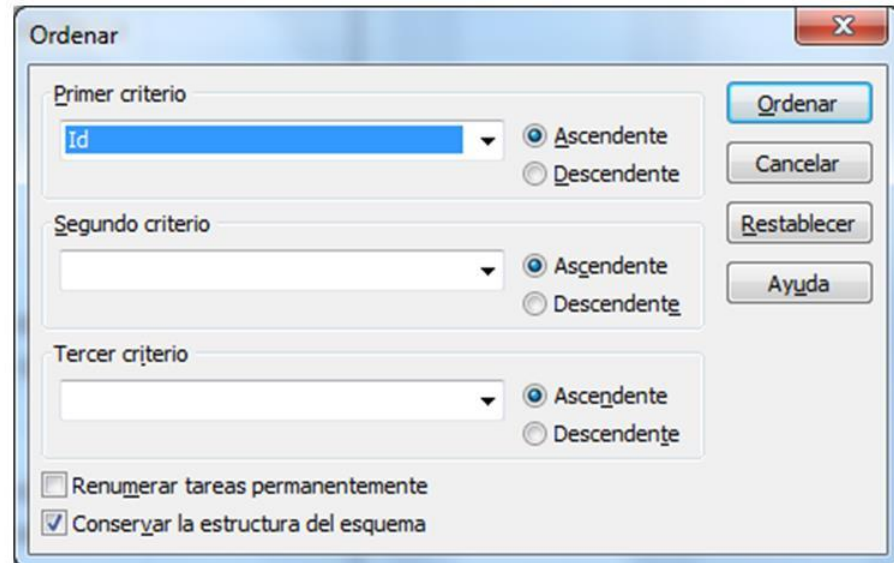 Ordenar
Primer criterio
Id
Ascendente
Descendente
Segundo criterio
Ascendente
Descendente
Tercer criterio
Ascendente
Descendente
Renumerar tareas permanentemente
Conservar la estructura del esquema
Ordenar
Cancelar
Restablecer
Ayuda